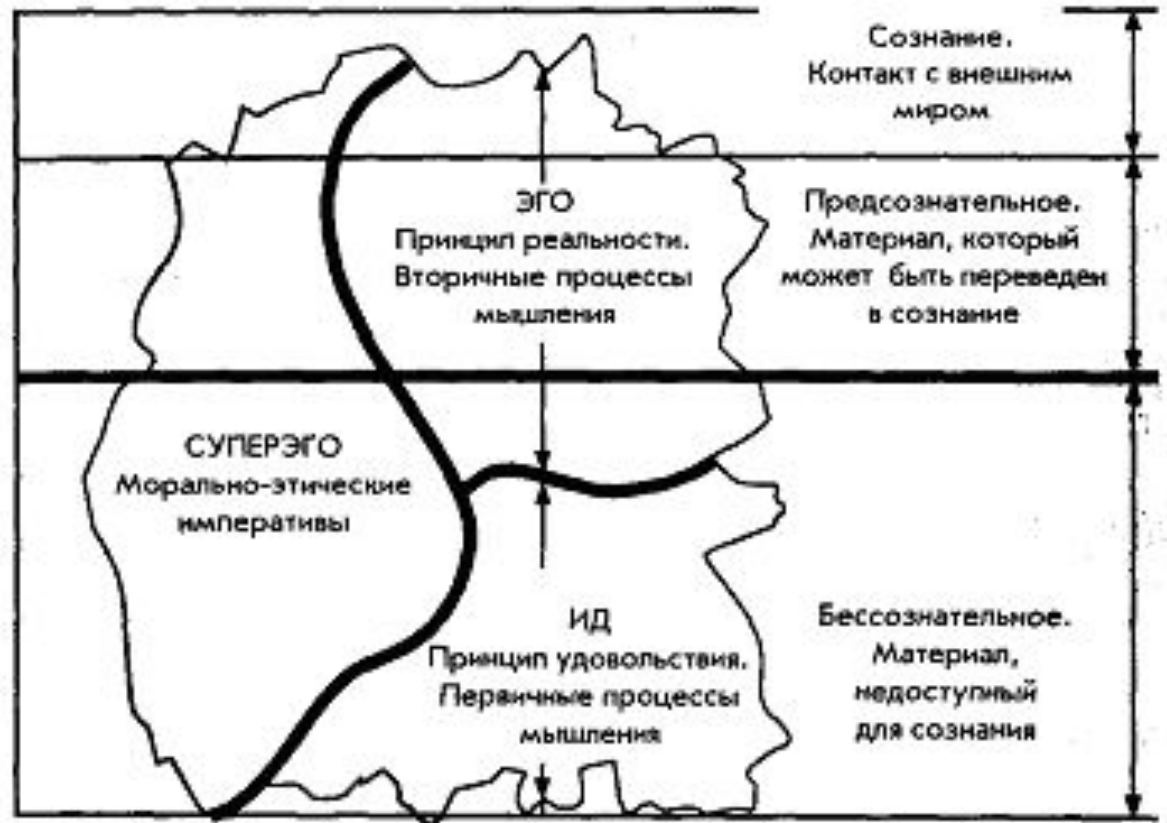 Сознание.
Контакт с внешним
миром
ЭГО
Принцип реальности.
Вторичные процессы
мышления
Предсознательное.
Материал, который
может быть переведен
в сознание
СУПЕРЭГО
Морально-этические
императивы
ИД
Принцип удовольствия.
Первичные процессы
мышления
Бессознательное.
Материал,
недоступный
для сознания